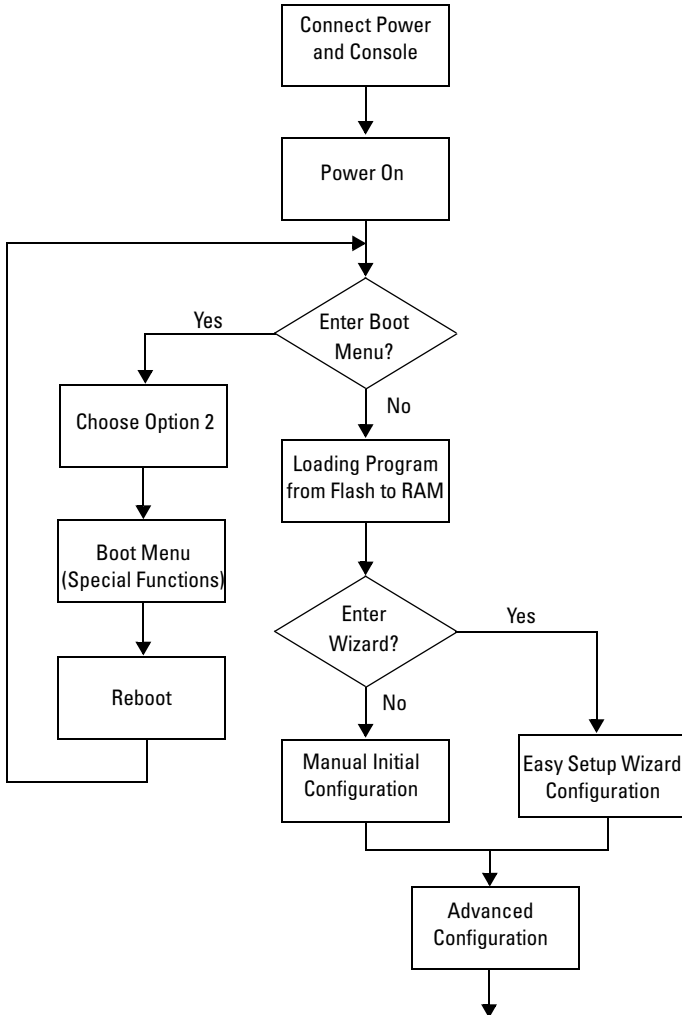 Connect Power
and Console
Power On
Enter Boot
Menu?
Yes
No
Choose Option 2
Loading Program
from Flash to RAM
Boot Menu
(Special Functions)
Enter
Wizard?
Yes
No
Reboot
Manual Initial
Configuration
Easy Setup Wizard
Configuration
Advanced
Configuration